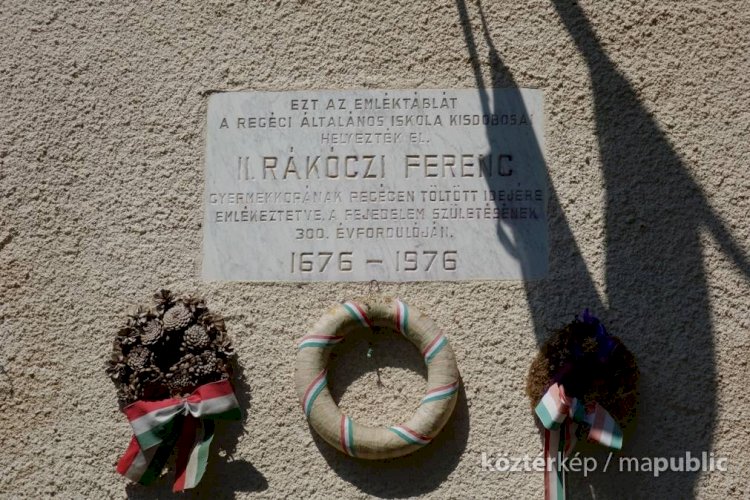 EZT AZ EMLÉKTÁBLÁT
A REGÉCI ÁLTALÁNOS ISKOLA KISDOBOSAI
HELYEZTÉK EL.
II. RÁKÓCZI FERENC
GYERMEKKORÁNAK REGÉCEN TÖLTÖTT IDEJÉRE
EMLÉKEZTETVE, A FEJEDELEM SZÜLETÉSÉNEK
300. ÉVFORDULÓJÁN.
1676 – 1976
köztérkép / mapublic